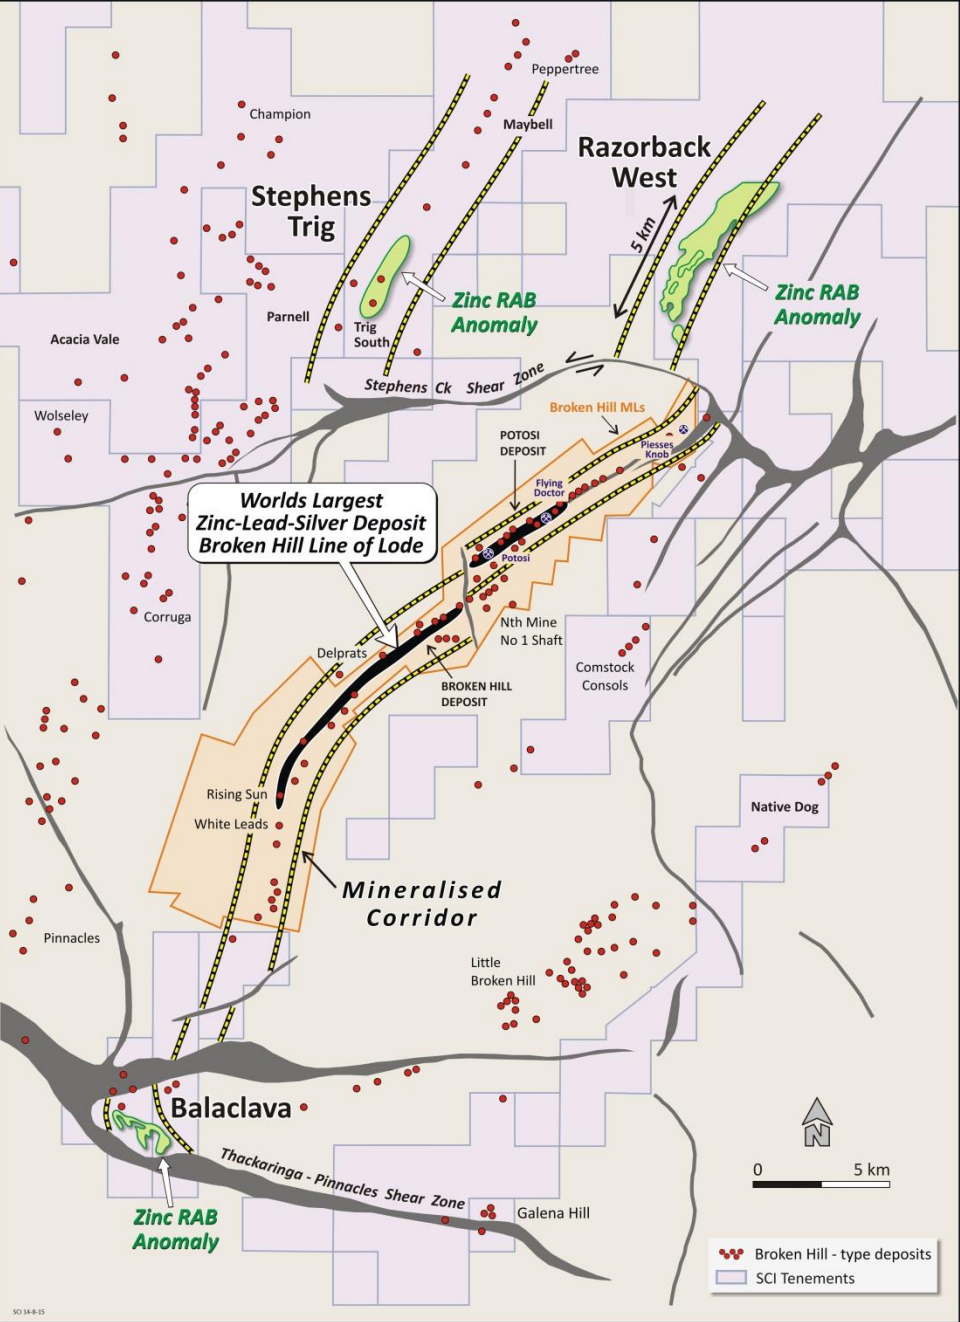 Peppertree
Champion
Maybell
Razorback
West
Stephens
Trig
5 km
Zinc RAB
Anomaly
Zinc RAB
Anomaly
Parnell
Trig
South
Acacia Vale
Stephens Ck Shear Zone
Wolseley
Broken Hill MLs
POTOSI
DEPOSIT
Piesses
Knob
Flying
Doctor
Worlds Largest
Zinc-Lead-Silver Deposit
Broken Hill Line of Lode
Potosi
Corruga
Nth Mine
No 1 Shaft
Delprats
Comstock
Consols
BROKEN HILL
DEPOSIT
Rising Sun
White Leads
Native Dog
Mineralised
Corridor
Pinnacles
Little
Broken Hill
Balaclava
N
Thackaringa - Pinnacles Shear Zone
0 5 km
Zinc RAB
Anomaly
Galena Hill
Broken Hill - type deposits
SCI Tenements
SCI 14-8-15